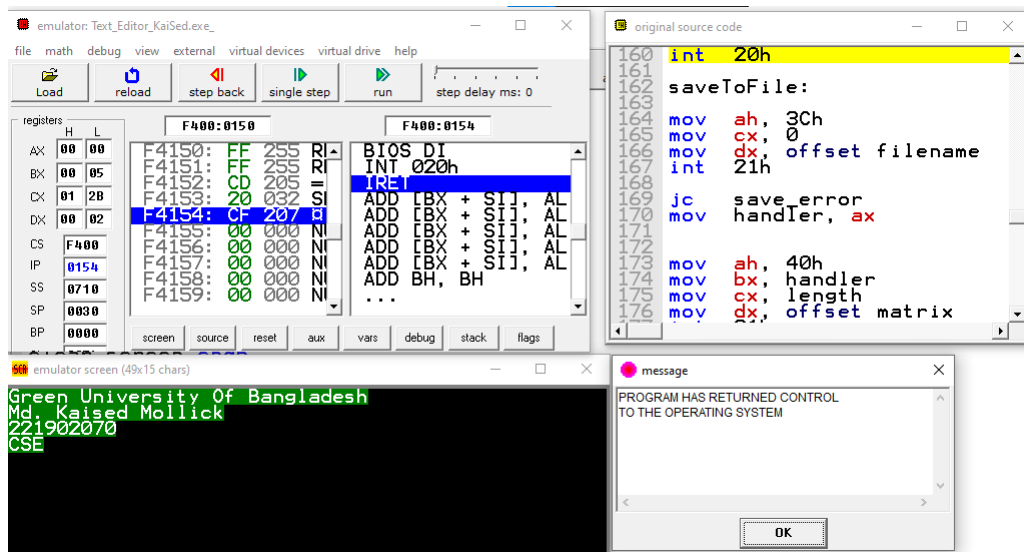 emulator: Text_Editor_KaiSed.exe_
file math debug view external virtual devices virtual drive help
Load reload step back single step run step delay ms: 0
registers
H L
F400:0150 F400:0154
AX 00 00
BX 00 05
CX 01 2B
DX 00 02
CS F400
IP 0154
SS 0710
SP 0030
BP 0000
F4150: FF 255
F4151: FF 255
F4152: CD 205 =
F4153: 20 032
F4154: CF 207 ¤
F4155: 00 000
F4156: 00 000
F4157: 00 000
F4158: 00 000
F4159: 00 000
BIOS DI
INT 020h
IRET
ADD [BX + SI], AL
ADD [BX + SI], AL
ADD [BX + SI], AL
ADD [BX + SI], AL
ADD [BX + SI], AL
ADD BH, BH
...
screen source reset aux vars debug stack flags
original source code
160 int 20h
161
162 saveToFile:
163
164 mov ah, 3Ch
165 mov cx, 0
166 mov dx, offset filename
167 int 21h
168
169 jc save_error
170 mov handler, ax
171
172
173 mov ah, 40h
174 mov bx, handler
175 mov cx, length
176 mov dx, offset matrix
emulator screen (49x15 chars)
Green University Of Bangladesh
Md. Kaised Mollick
221902070
CSE
message
PROGRAM HAS RETURNED CONTROL
TO THE OPERATING SYSTEM
OK